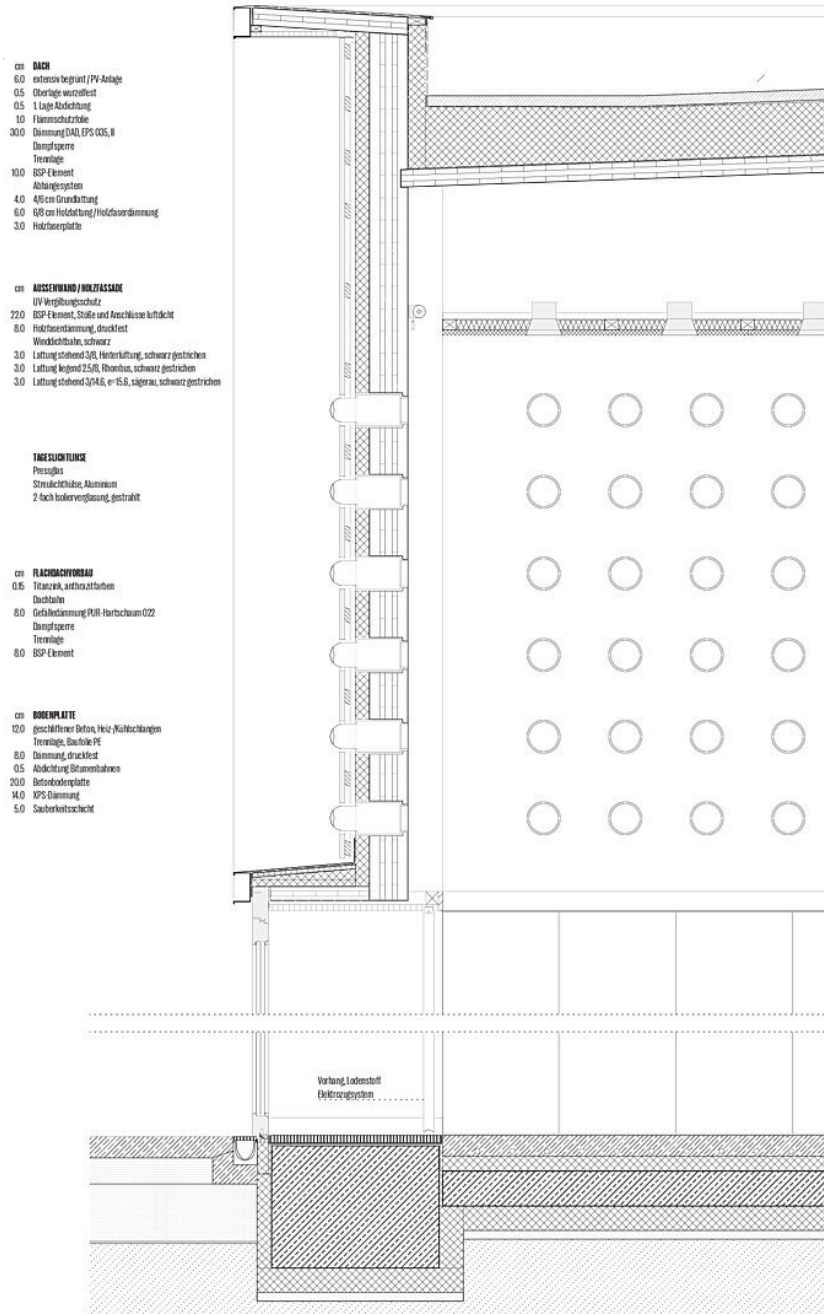 cm DACH
6.0 extensiv begrünt / PV-Anlage
0.5 Oberlage wurzelfest
0.5 1. Lage Abdichtung
1.0 Flämmschutzfolie
30.0 Dämmung DAD, EPS 035, II
Dampfsperre
Trennlage
10.0 BSP-Element
Abhängesystem
4.0 4/8 cm Grundlattung
6.0 6/8 cm Holzlattung / Holzfaserdämmung
3.0 Holzfaserplatte
cm AUSSENWAND / HOLZFASSADE
UV-Vergilbungsschutz
22.0 BSP-Element, Stöße und Anschlüsse luftdicht
8.0 Holzfaserdämmung, druckfest
Winddichtbahn, schwarz
3.0 Lattung stehend 3/8, Hinterlüftung, schwarz gestrichen
3.0 Lattung liegend 2.5/8, Rhombus, schwarz gestrichen
3.0 Lattung stehend 3/14.6, e=15.6, sägerau, schwarz gestrichen
TAGESLICHTLINSE
Pressglas
Streulichthülse, Aluminium
2-fach Isolierverglasung, gestrahlt
cm FLACHDACHVORBAU
0.15 Titanzink, anthrazitfarben
Dachbahn
8.0 Gefälledämmung PUR-Hartschaum 022
Dampfsperre
Trennlage
8.0 BSP-Element
cm BODENPLATTE
12.0 geschliffener Beton, Heiz-/Kühlschlangen
Trennlage, Baufolie PE
8.0 Dämmung, druckfest
0.5 Abdichtung Bitumenbahnen
20.0 Betonbodenplatte
14.0 XPS-Dämmung
5.0 Sauberkeitsschicht
Vorhang, Lodenstoff
Elektrozugsystem